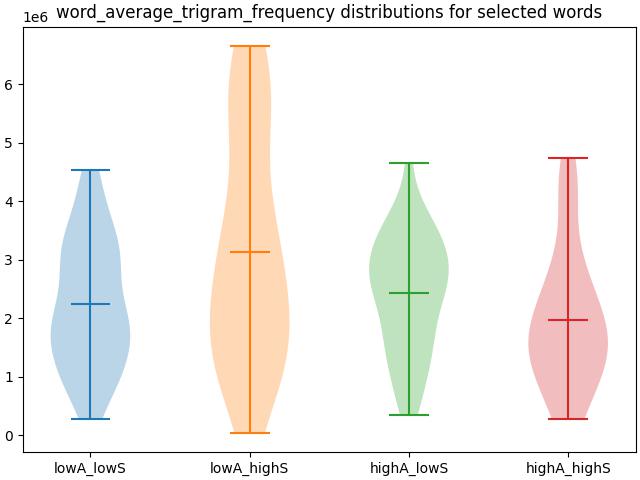 word_average_trigram_frequency distributions for selected words
1e6
6
5
4
3
2
1
0
lowA_lowS lowA_highS highA_lowS highA_highS